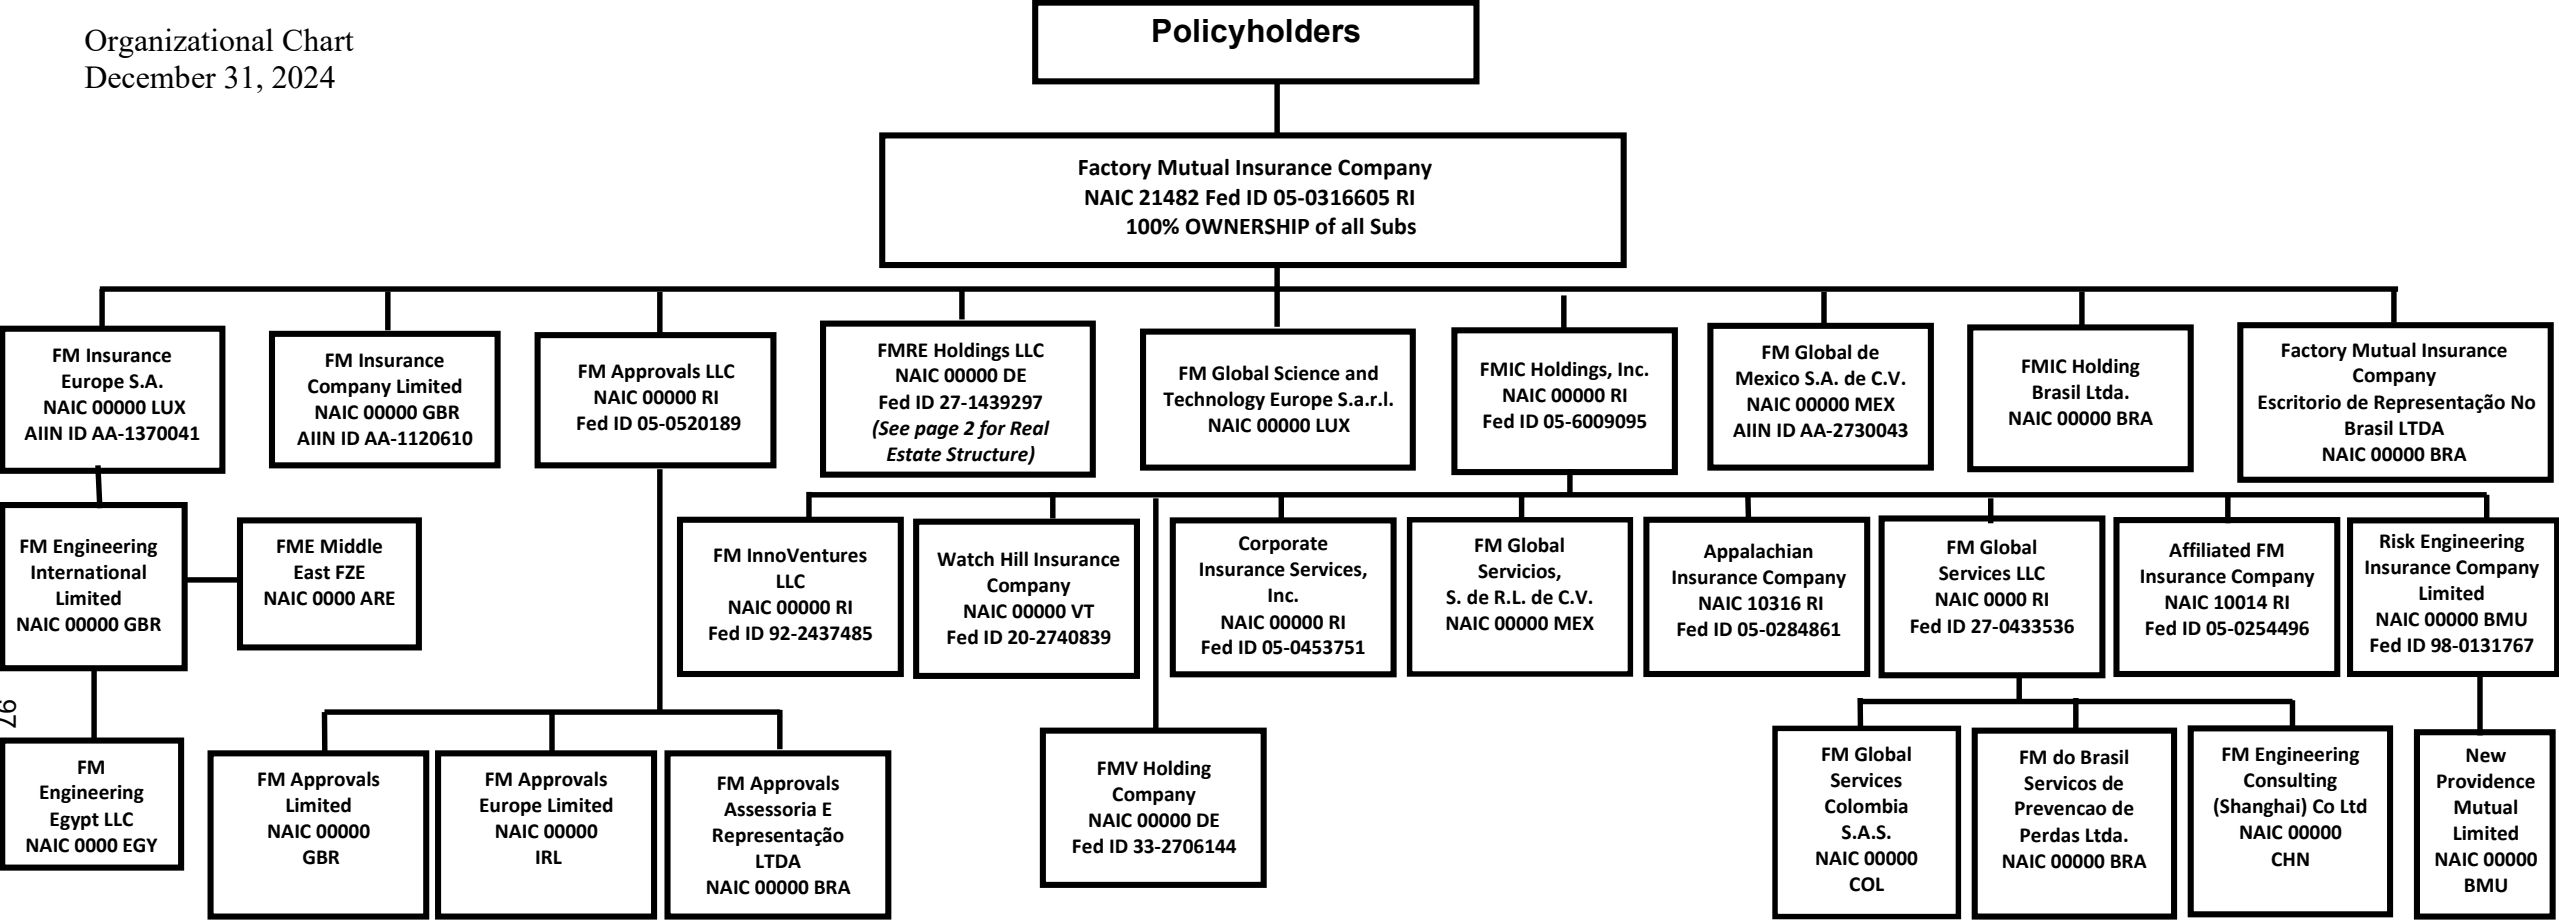 Organizational Chart
December 31, 2024
Policyholders
Factory Mutual Insurance Company
NAIC 21482 Fed ID 05-0316605 RI
100% OWNERSHIP of all Subs
FM Insurance
Europe S.A.
NAIC 00000 LUX
AIIN ID AA-1370041
FM Insurance
Company Limited
NAIC 00000 GBR
AIIN ID AA-1120610
FM Approvals LLC
NAIC 00000 RI
Fed ID 05-0520189
FMRE Holdings LLC
NAIC 00000 DE
Fed ID 27-1439297
(See page 2 for Real
Estate Structure)
FM Global Science and
Technology Europe S.a.r.l.
NAIC 00000 LUX
FMIC Holdings, Inc.
NAIC 00000 RI
Fed ID 05-6009095
FM Global de
Mexico S.A. de C.V.
NAIC 00000 MEX
AIIN ID AA-2730043
FMIC Holding
Brasil Ltda.
NAIC 00000 BRA
Factory Mutual Insurance
Company
Escritorio de Representação No
Brasil LTDA
NAIC 00000 BRA
FM Engineering
International
Limited
NAIC 00000 GBR
FME Middle
East FZE
NAIC 0000 ARE
FM InnoVentures
LLC
NAIC 00000 RI
Fed ID 92-2437485
Watch Hill Insurance
Company
NAIC 00000 VT
Fed ID 20-2740839
Corporate
Insurance Services,
Inc.
NAIC 00000 RI
Fed ID 05-0453751
FM Global
Servicios,
S. de R.L. de C.V.
NAIC 00000 MEX
Appalachian
Insurance Company
NAIC 10316 RI
Fed ID 05-0284861
FM Global
Services LLC
NAIC 0000 RI
Fed ID 27-0433536
Affiliated FM
Insurance Company
NAIC 10014 RI
Fed ID 05-0254496
Risk Engineering
Insurance Company
Limited
NAIC 00000 BMU
Fed ID 98-0131767
97
FM
Engineering
Egypt LLC
NAIC 0000 EGY
FM Approvals
Limited
NAIC 00000
GBR
FM Approvals
Europe Limited
NAIC 00000
IRL
FM Approvals
Assessoria E
Representação
LTDA
NAIC 00000 BRA
FMV Holding
Company
NAIC 00000 DE
Fed ID 33-2706144
FM Global
Services
Colombia
S.A.S.
NAIC 00000
COL
FM do Brasil
Servicos de
Prevencao de
Perdas Ltda.
NAIC 00000 BRA
FM Engineering
Consulting
(Shanghai) Co Ltd
NAIC 00000
CHN
New
Providence
Mutual
Limited
NAIC 00000
BMU